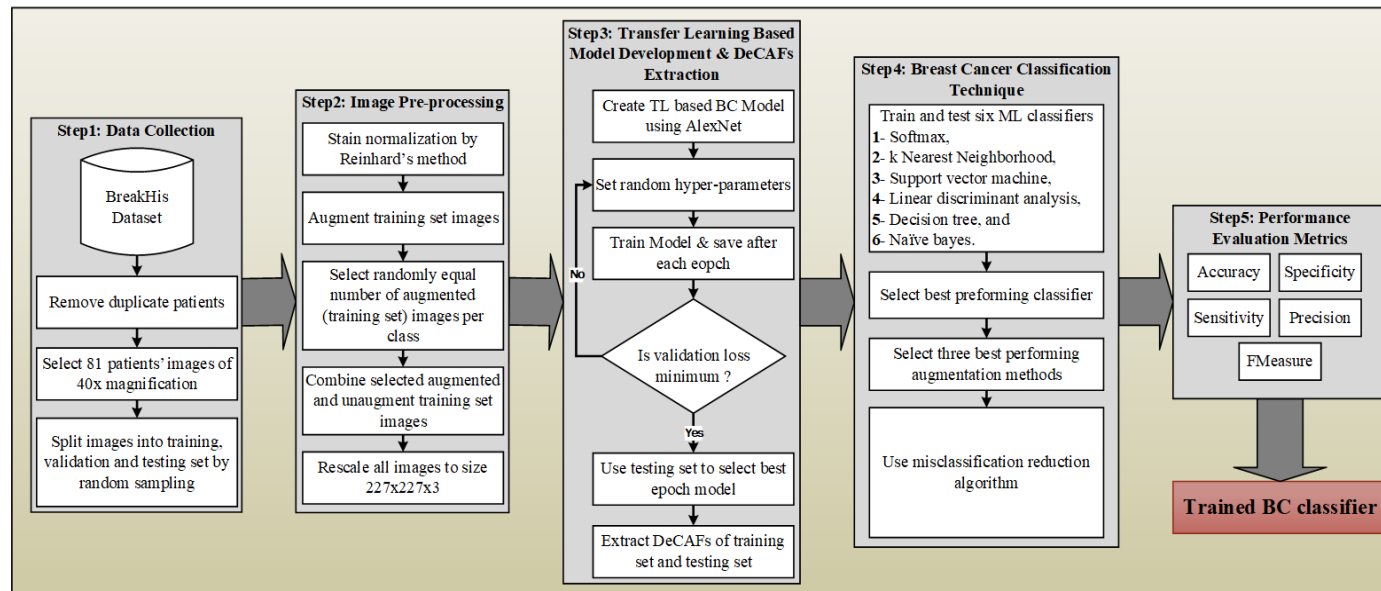 Step1: Data Collection
BreakHis
Dataset
Remove duplicate patients
Select 81 patients' images of
40x magnification
Split images into training,
validation and testing set by
random sampling
Step2: Image Pre-processing
Stain normalization by
Reinhard's method
Augment training set images
Select randomly equal
number of augmented
(training set) images per
class
Combine selected augmented
and unaugment training set
images
Rescale all images to size
227x227x3
Step3: Transfer Learning Based
Model Development & DeCAFs
Extraction
Create TL based BC Model
using AlexNet
Set random hyper-parameters
Train Model & save after
each eopch
No
Is validation loss
minimum ?
Yes
Use testing set to select best
epoch model
Extract DeCAFs of training
set and testing set
Step4: Breast Cancer Classification
Technique
Train and test six ML classifiers
1- Softmax,
2- k Nearest Neighborhood,
3- Support vector machine,
4- Linear discriminant analysis,
5- Decision tree, and
6- Naïve bayes.
Select best preforming classifier
Select three best performing
augmentation methods
Use misclassification reduction
algorithm
Step5: Performance
Evaluation Metrics
Accuracy
Specificity
Sensitivity
Precision
FMeasure
Trained BC classifier